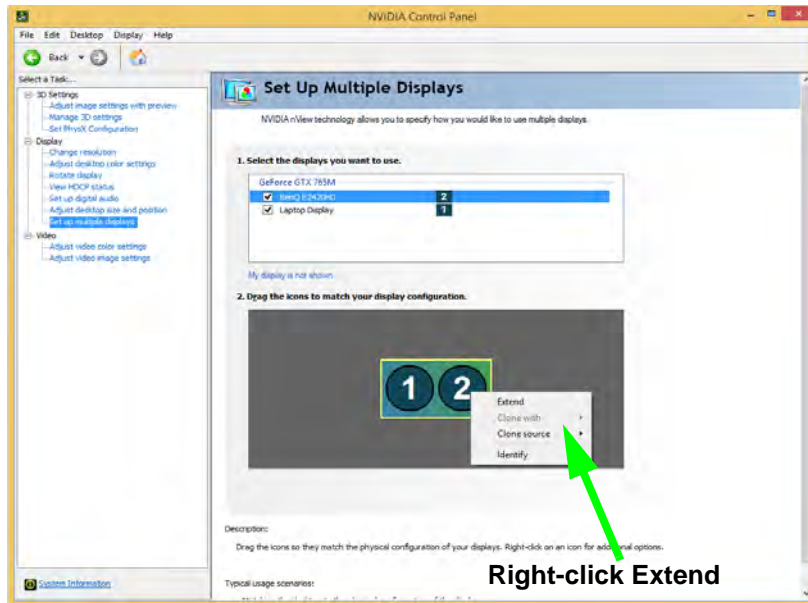 NVIDIA Control Panel
File Edit Desktop Display Help
Back
Select a Task...
3D Settings
Adjust image settings with preview
Manage 3D settings
Set PhysX Configuration
Display
Change resolution
Adjust desktop color settings
Rotate display
View HDCP status
Set up digital audio
Adjust desktop size and position
Set up multiple displays
Video
Adjust video color settings
Adjust video image settings
System Information
Set Up Multiple Displays
NVIDIA nView technology allows you to specify how you would like to use multiple displays.
1. Select the displays you want to use.
GeForce GTX 765M
BenQ E2420HD 2
Laptop Display 1
My display is not shown
2. Drag the icons to match your display configuration.
1 2
Extend
Clone with
Clone source
Identify
Description:
Drag the icons so they match the physical configuration of your displays. Right-click on an icon for additional options.
Right-click Extend
Typical usage scenarios: